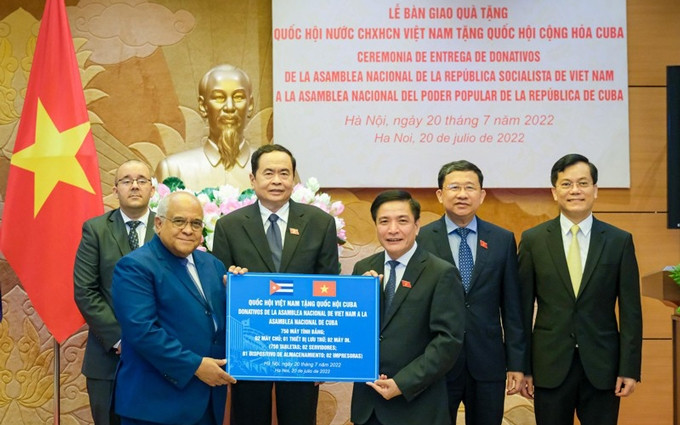 LỄ BÀN GIAO QUÀ TẶNG
QUỐC HỘI NƯỚC CHXHCN VIỆT NAM TẶNG QUỐC HỘI CỘNG HÒA CUBA
CEREMONIA DE ENTREGA DE DONATIVOS
DE LA ASAMBLEA NACIONAL DE LA REPÚBLICA SOCIALISTA DE VIET NAM
A LA ASAMBLEA NACIONAL DEL PODER POPULAR DE LA REPÚBLICA DE CUBA
Hà Nội, ngày 20 tháng 7 năm 2022
Ha Noi, 20 de julio de 2022
QUỐC HỘI VIỆT NAM TẶNG QUỐC HỘI CUBA
DONATIVOS DE LA ASAMBLEA NACIONAL DE VIET NAM A LA
ASAMBLEA NACIONAL DE CUBA
750 MÁY TÍNH BẢNG;
02 MÁY CHỦ; 01 THIẾT BỊ LƯU TRỮ; 02 MÁY IN.
(750 TABLETAS; 02 SERVIDORES;
01 DISPOSITIVO DE ALMACENAMIENTO; 02 IMPRESORAS)
Hà Nội, ngày 20 tháng 7 năm 2022
Ha Noi, 20 de julio de 2022